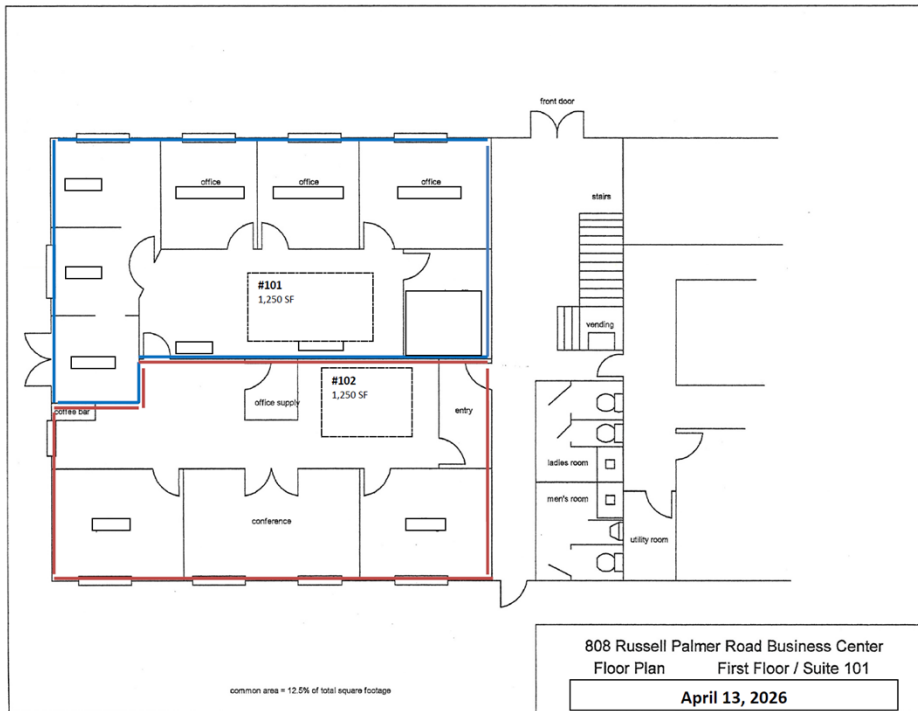 front door
office
office
office
stairs
#101
1,250 SF
vending
#102
1,250 SF
office supply
coffee bar
entry
ladies room
men's room
conference
utility room
808 Russell Palmer Road Business Center
Floor Plan First Floor / Suite 101
common area = 12.5% of total square footage
April 13, 2026